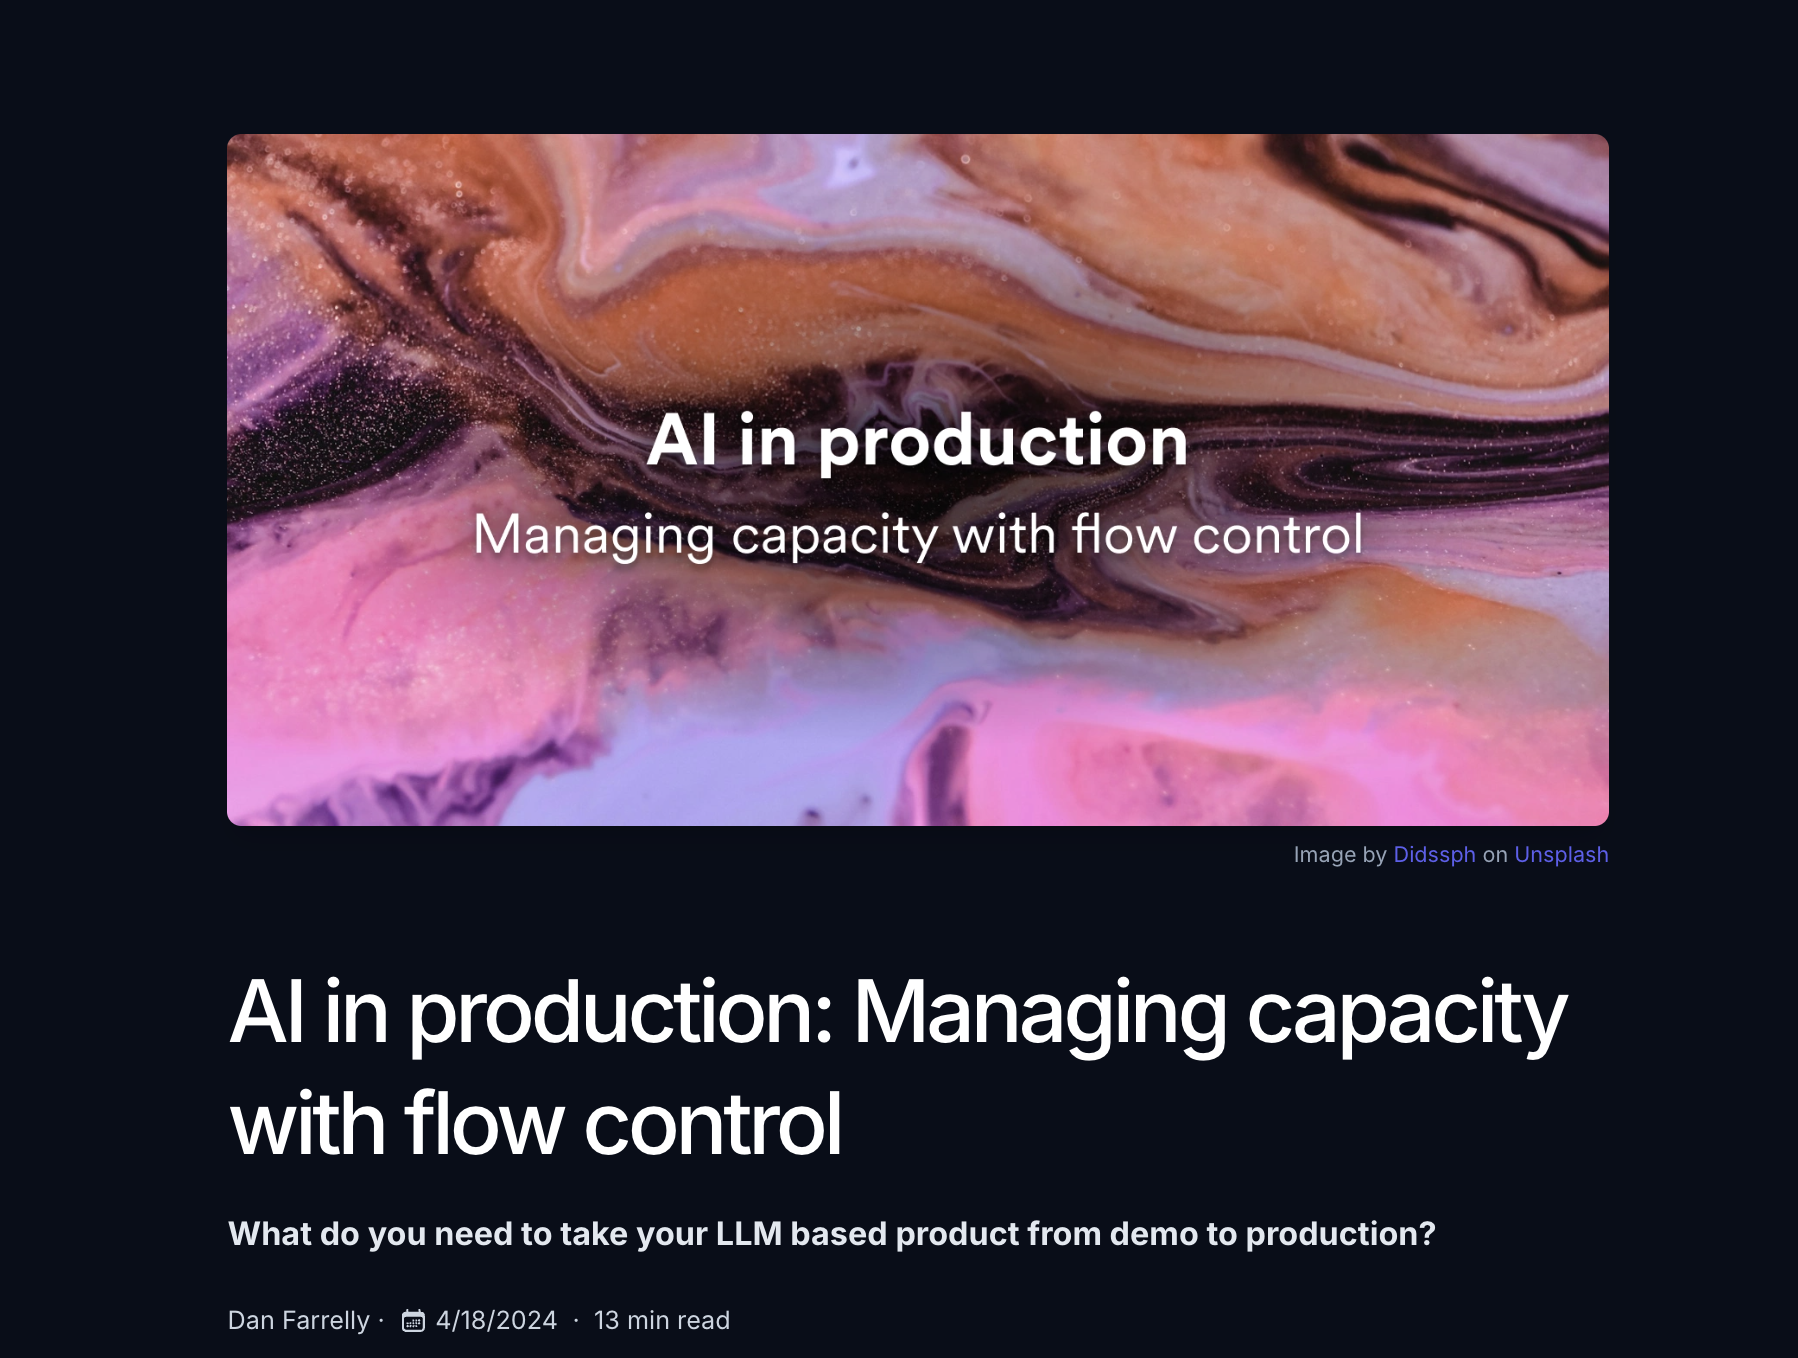 AI in production
Managing capacity with flow control
Image by Didssph on Unsplash
AI in production: Managing capacity
with flow control
What do you need to take your LLM based product from demo to production?
Dan Farrelly · 4/18/2024 · 13 min read